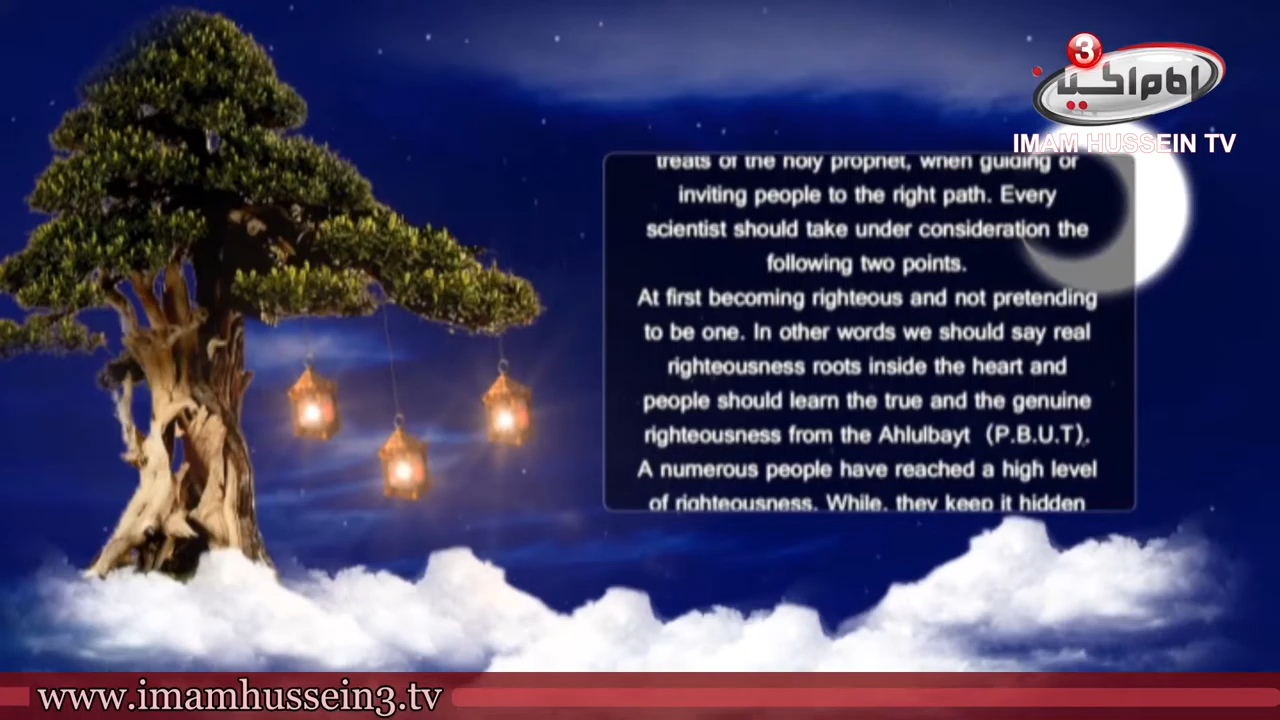 3
امام حسین
IMAM HUSSEIN TV
treats of the holy prophet, when guiding or
inviting people to the right path. Every
scientist should take under consideration the
following two points.
At first becoming righteous and not pretending
to be one. In other words we should say real
righteousness roots inside the heart and
people should learn the true and the genuine
righteousness from the Ahlulbayt (P.B.U.T).
A numerous people have reached a high level
of righteousness. While, they keep it hidden
www.imamhussein3.tv